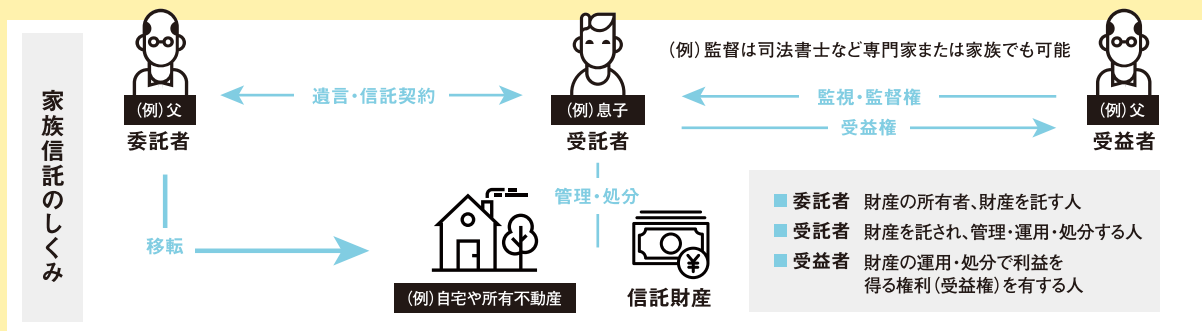 家族信託のしくみ
(例)父
委託者
遺言・信託契約
(例)息子
受託者
(例)監督は司法書士など専門家または家族でも可能
監視・監督権
受益権
(例)父
受益者
移転
管理・処分
(例)自宅や所有不動産
¥
信託財産
委託者 財産の所有者、財産を託す人
受託者 財産を託され、管理・運用・処分する人
受益者 財産の運用・処分で利益を
得る権利(受益権)を有する人